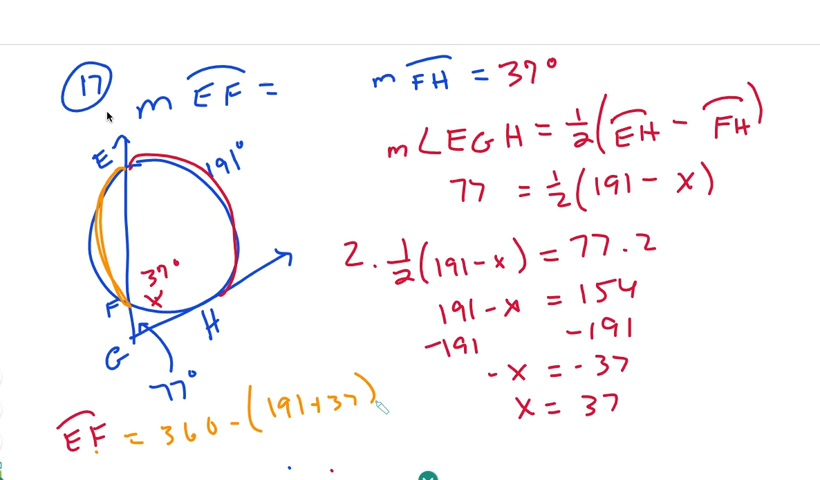 17 m EF =
m FH = 37°
m∠EGH = 1/2(EH - FH)
77 = 1/2(191 - x)
2 . 1/2(191 - x) = 77 . 2
191 - x = 154
-191 -191
-x = -37
x = 37
E
191°
37°
x
F
H
G
77°
EF = 360 - (191+37)